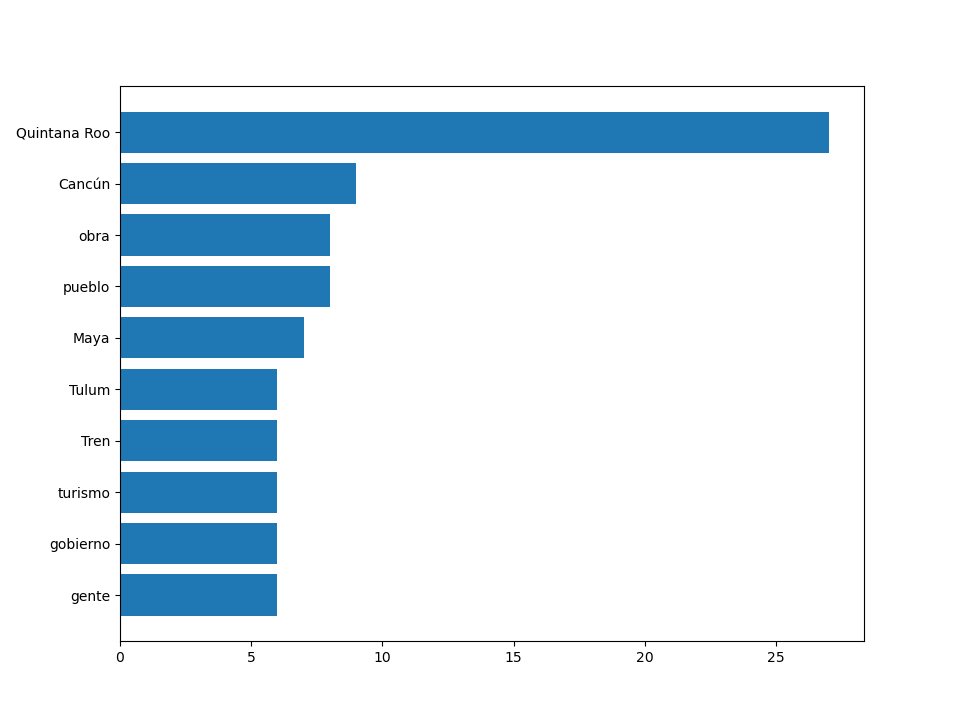 Quintana Roo
Cancún
obra
pueblo
Maya
Tulum
Tren
turismo
gobierno
gente
0 5 10 15 20 25